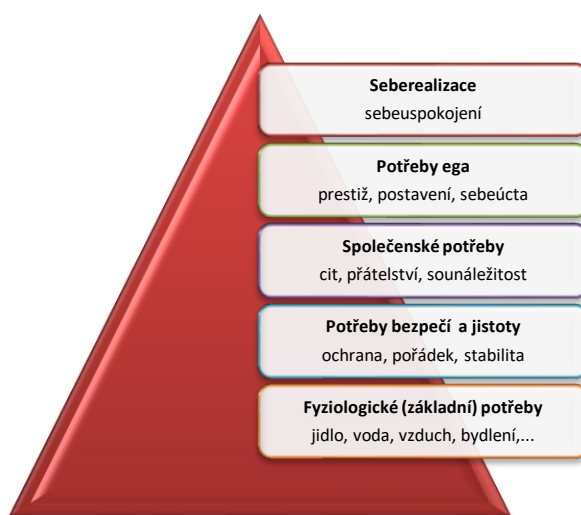 Seberealizace
sebeuspokojení
Potřeby ega
prestiž, postavení, sebeúcta
Společenské potřeby
cit, přátelství, sounáležitost
Potřeby bezpečí a jistoty
ochrana, pořádek, stabilita
Fyziologické (základní) potřeby
jidlo, voda, vzduch, bydlení,...